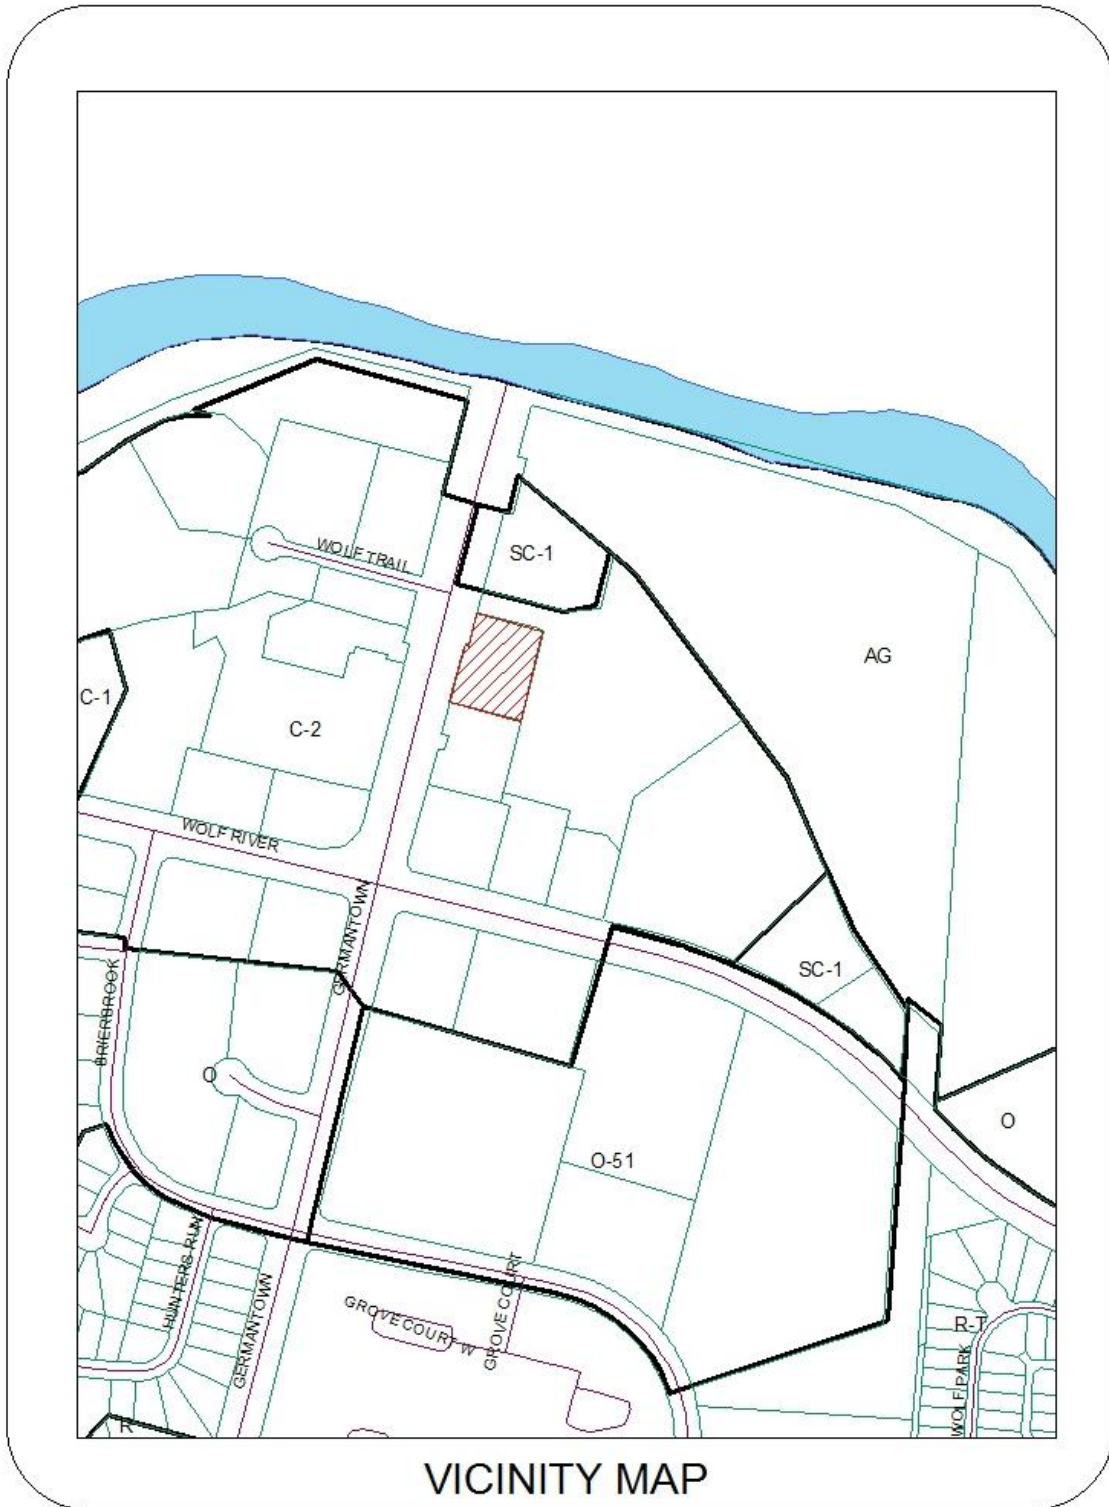 WOLF TRAIL
SC-1
AG
C-1
C-2
WOLF RIVER
GERMANTOWN
BRIERBROOK
SC-1
O
O
O-51
HUNTERS RUN
GERMANTOWN
GROVE COURT W
GROVE COURT
R-T
WOLF PARK
R
VICINITY MAP